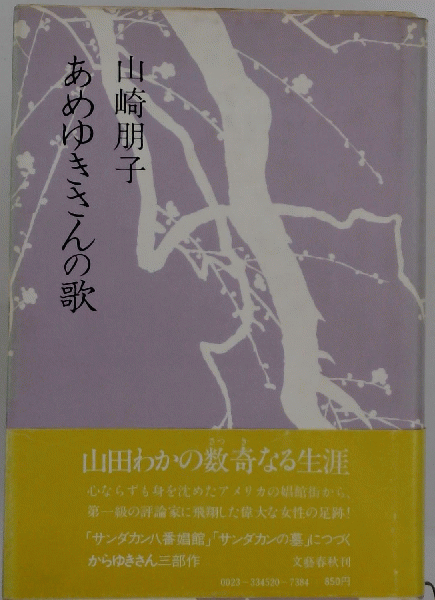 山崎朋子
あめゆきさんの歌
さっき
山田わかの数奇なる生涯
心ならずも身を沈めたアメリカの娼館街から、
第一級の評論家に飛翔した偉大な女性の足跡！
「サンダカン八番娼館」「サンダカンの墓」につづく
からゆきさん三部作
文藝春秋刊
0023-334520-7384 850円